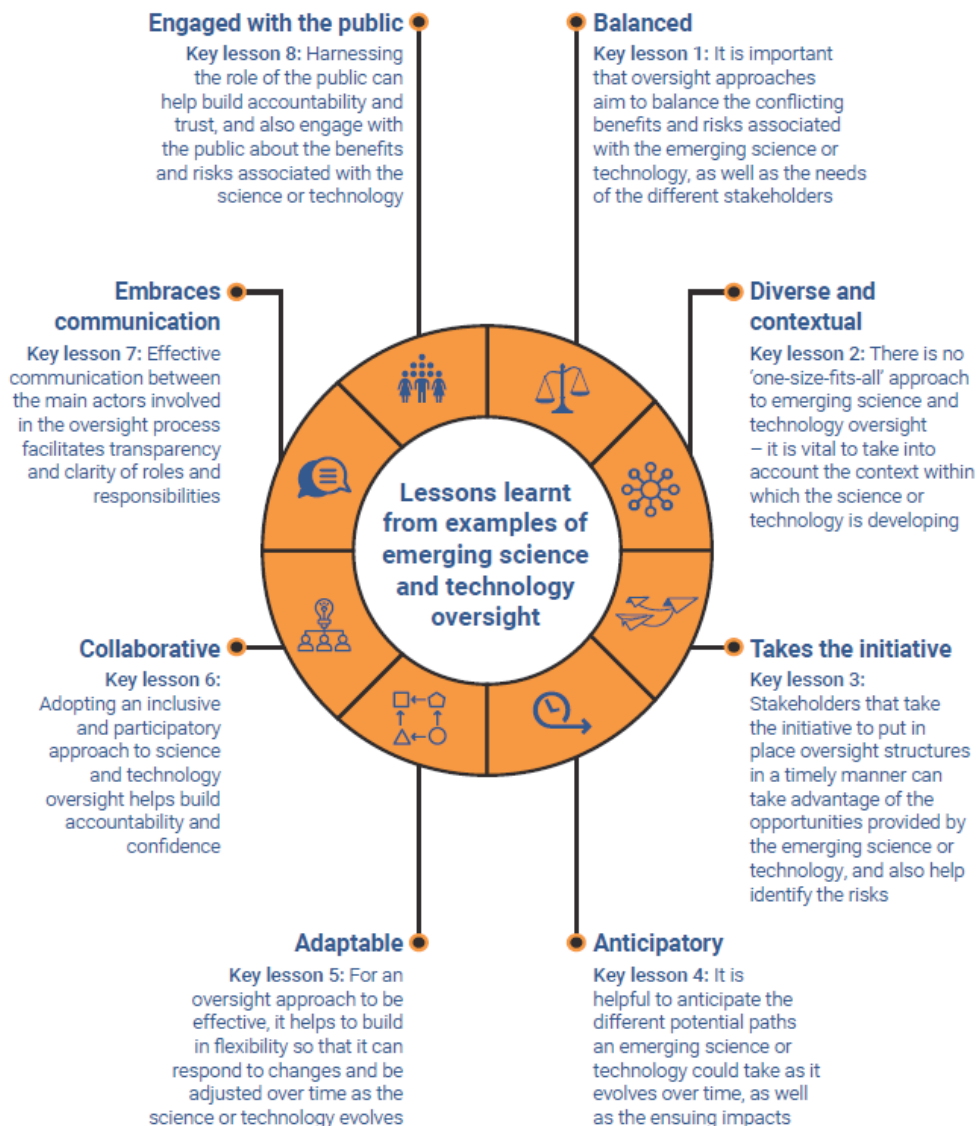 Engaged with the public
Key lesson 8: Harnessing
the role of the public can
help build accountability and
trust, and also engage with
the public about the benefits
and risks associated with the
science or technology
Balanced
Key lesson 1: It is important
that oversight approaches
aim to balance the conflicting
benefits and risks associated
with the emerging science or
technology, as well as the needs
of the different stakeholders
Embraces
communication
Key lesson 7: Effective
communication between
the main actors involved
in the oversight process
facilitates transparency
and clarity of roles and
responsibilities
Diverse and
contextual
Key lesson 2: There is no
‘one-size-fits-all’ approach
to emerging science and
technology oversight
– it is vital to take into
account the context within
which the science or
technology is developing
Lessons learnt
from examples of
emerging science
and technology
oversight
Collaborative
Key lesson 6:
Adopting an inclusive
and participatory
approach to science
and technology
oversight helps build
accountability and
confidence
Takes the initiative
Key lesson 3:
Stakeholders that take
the initiative to put in
place oversight structures
in a timely manner can
take advantage of the
opportunities provided by
the emerging science or
technology, and also help
identify the risks
Adaptable
Key lesson 5: For an
oversight approach to be
effective, it helps to build
in flexibility so that it can
respond to changes and be
adjusted over time as the
science or technology evolves
Anticipatory
Key lesson 4: It is
helpful to anticipate the
different potential paths
an emerging science or
technology could take as it
evolves over time, as well
as the ensuing impacts